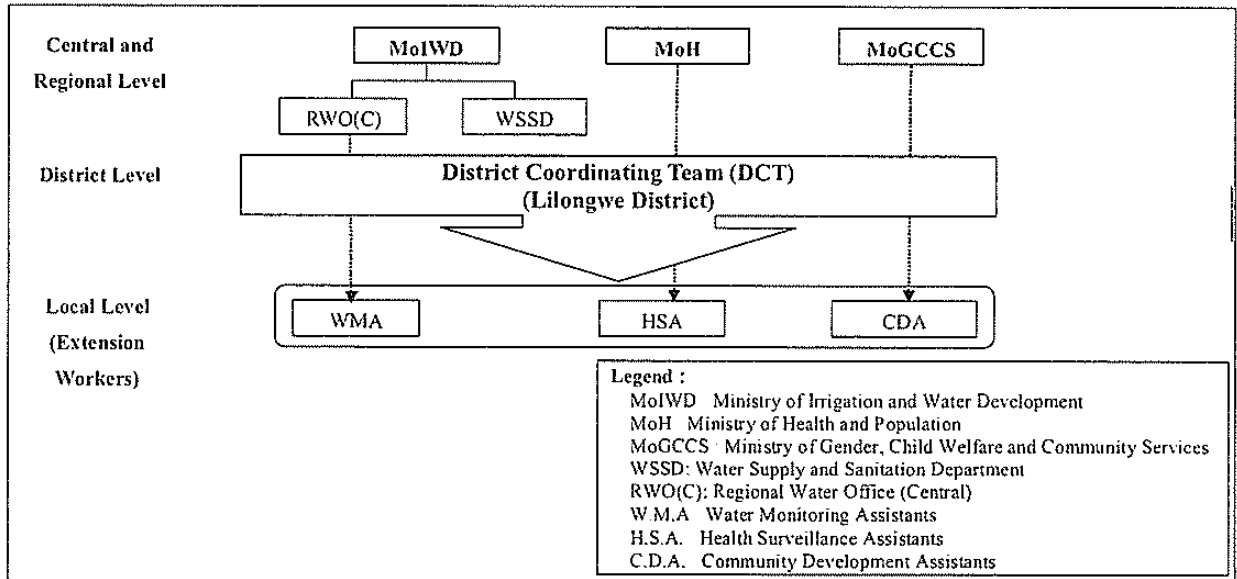 Central and
Regional Level
MoIWD
MoH
MoGCCS
RWO(C)
WSSD
District Level
District Coordinating Team (DCT)
(Lilongwe District)
Local Level
(Extension
Workers)
WMA
HSA
CDA
Legend :
MoIWD Ministry of Irrigation and Water Development
MoH Ministry of Health and Population
MoGCCS · Ministry of Gender, Child Welfare and Community Services
WSSD: Water Supply and Sanitation Department
RWO(C): Regional Water Office (Central)
W.M.A Water Monitoring Assistants
H.S.A. Health Surveillance Assistants
C.D.A. Community Development Assistants